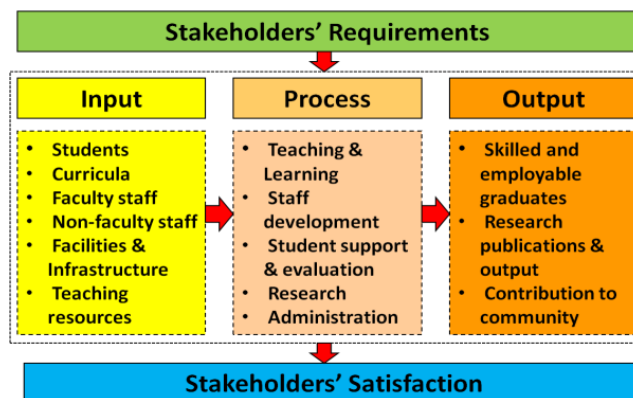 Stakeholders' Requirements
Input
• Students
• Curricula
• Faculty staff
• Non-faculty staff
• Facilities &
Infrastructure
• Teaching
resources
Process
• Teaching &
Learning
• Staff
development
• Student support
& evaluation
• Research
• Administration
Output
• Skilled and
employable
graduates
• Research
publications &
output
• Contribution to
community
Stakeholders' Satisfaction